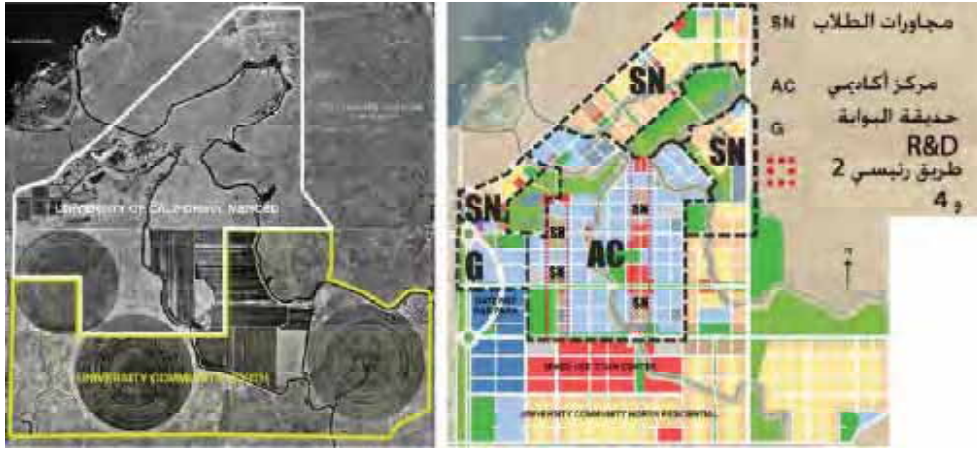 UNIVERSITY OF CALIFORNIA, MERCED
UNIVERSITY COMMUNITY SOUTH
SN
SN
SN
SN
SN
SN
SN
AC
G
GATEWAY
R&D PARK
MIXED USE TOWN CENTER
UNIVERSITY COMMUNITY NORTH RESIDENTIAL
SN مجاورات الطلاب
AC مركز أكاديمي
G حديقة البوابة
R&D
طريق رئيسي 2
و 4
N